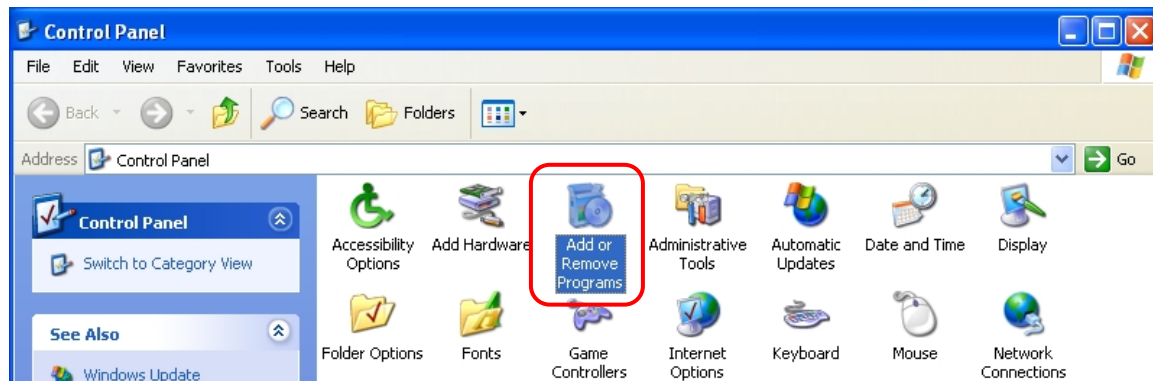 Control Panel
File Edit View Favorites Tools Help
Back Search Folders
Address Control Panel Go
Control Panel
Switch to Category View
See Also
Windows Update
Accessibility
Options
Add Hardware
Add or
Remove
Programs
Administrative
Tools
Automatic
Updates
Date and Time
Display
Folder Options
Fonts
Game
Controllers
Internet
Options
Keyboard
Mouse
Network
Connections